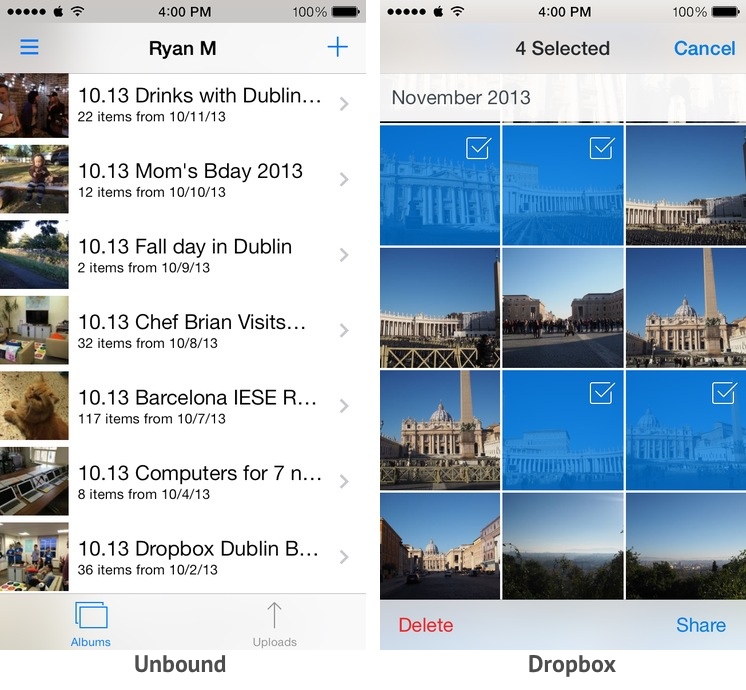 4:00 PM 100%
Ryan M
10.13 Drinks with Dublin…
22 items from 10/11/13
10.13 Mom's Bday 2013
12 items from 10/10/13
10.13 Fall day in Dublin
2 items from 10/9/13
10.13 Chef Brian Visits…
32 items from 10/8/13
10.13 Barcelona IESE R…
117 items from 10/7/13
10.13 Computers for 7 n…
8 items from 10/4/13
10.13 Dropbox Dublin B…
36 items from 10/2/13
Albums Uploads
Unbound
4:00 PM 100%
4 Selected Cancel
November 2013
Delete Share
Dropbox